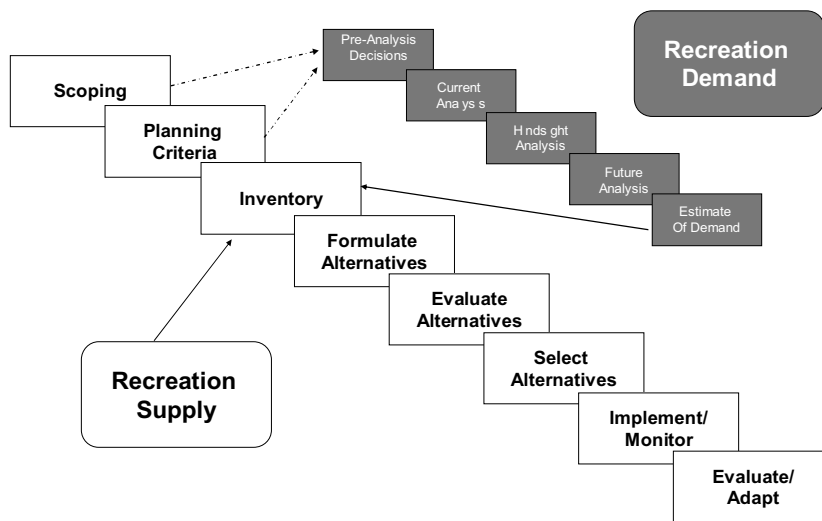 Pre-Analysis
Decisions
Recreation
Demand
Scoping
Current
Ana ys s
Planning
Criteria
H nds ght
Analysis
Inventory
Future
Analysis
Estimate
Of Demand
Formulate
Alternatives
Evaluate
Alternatives
Select
Alternatives
Recreation
Supply
Implement/
Monitor
Evaluate/
Adapt